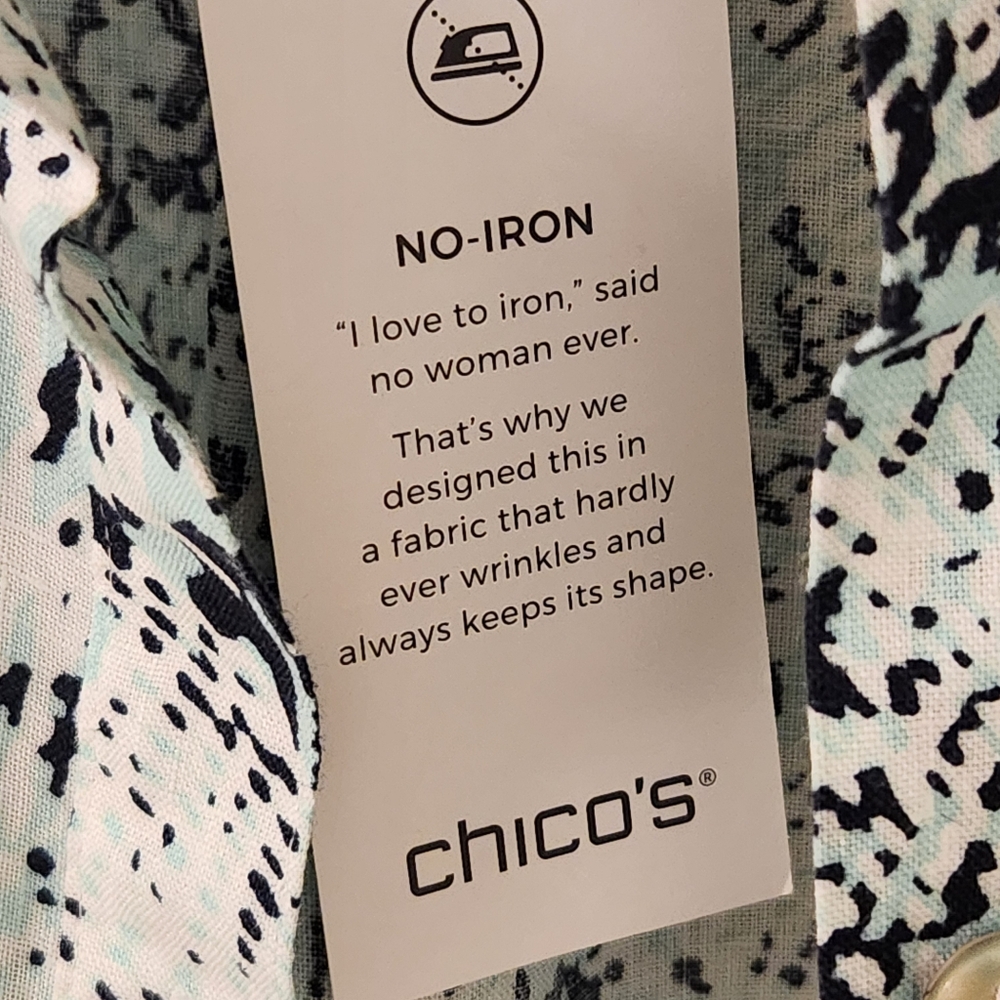 NO-IRON
“I love to iron,” said
no woman ever.
That’s why we
designed this in
a fabric that hardly
ever wrinkles and
always keeps its shape.
chico's®